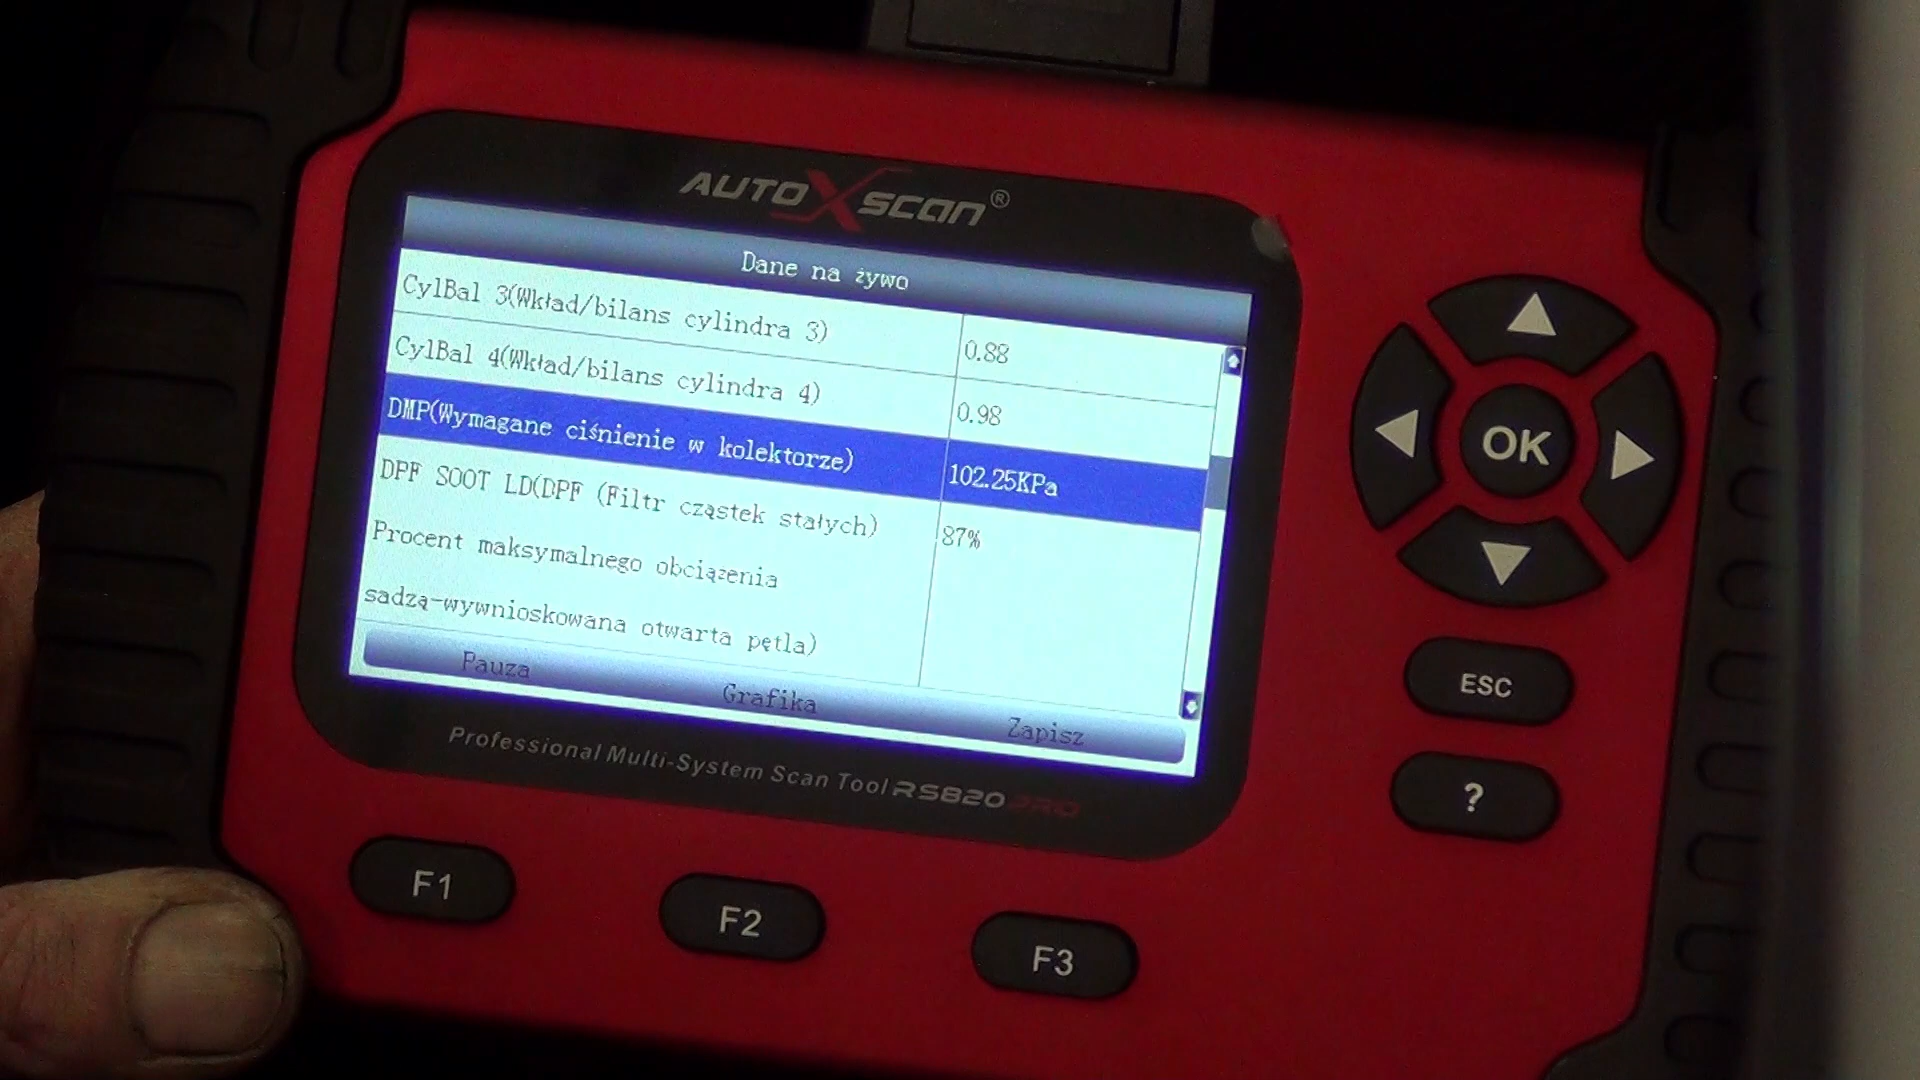 AUTOXSCAN®
Dane na żywo
CylBal 3(Wkład/bilans cylindra 3) 0.88
CylBal 4(Wkład/bilans cylindra 4) 0.98
DMP(Wymagane ciśnienie w kolektorze) 102.25KPa
DPF SOOT LD(DPF (Filtr cząstek stałych) 87%
Procent maksymalnego obciązenia
sadzą-wywnioskowana otwarta pętla)
Pauza Grafika Zapisz
Professional Multi-System Scan Tool RS820 PRO
OK
ESC
?
F1 F2 F3